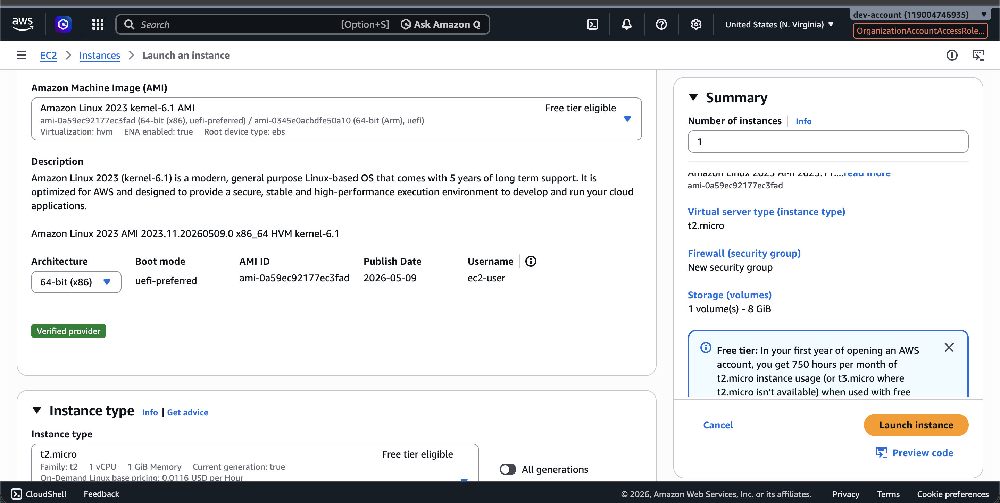 aws
Search [Option+S] Ask Amazon Q
United States (N. Virginia)
dev-account (119004746935)
OrganizationAccountAccessRole...
EC2 Instances Launch an instance
Amazon Machine Image (AMI)
Amazon Linux 2023 kernel-6.1 AMI Free tier eligible
ami-0a59ec92177ec3fad (64-bit (x86), uefi-preferred) / ami-0345e0acbdfe50a10 (64-bit (Arm), uefi)
Virtualization: hvm ENA enabled: true Root device type: ebs
Description
Amazon Linux 2023 (kernel-6.1) is a modern, general purpose Linux-based OS that comes with 5 years of long term support. It is
optimized for AWS and designed to provide a secure, stable and high-performance execution environment to develop and run your cloud
applications.
Amazon Linux 2023 AMI 2023.11.20260509.0 x86_64 HVM kernel-6.1
Architecture Boot mode AMI ID Publish Date Username
64-bit (x86) uefi-preferred ami-0a59ec92177ec3fad 2026-05-09 ec2-user
Verified provider
Instance type Info | Get advice
Instance type
t2.micro Free tier eligible
Family: t2 1 vCPU 1 GiB Memory Current generation: true
On-Demand Linux base pricing: 0.0116 USD per Hour
All generations
Summary
Number of instances Info
1
Amazon Linux 2023 AMI 2023.11....read more
ami-0a59ec92177ec3fad
Virtual server type (instance type)
t2.micro
Firewall (security group)
New security group
Storage (volumes)
1 volume(s) - 8 GiB
Free tier: In your first year of opening an AWS
account, you get 750 hours per month of
t2.micro instance usage (or t3.micro where
t2.micro isn't available) when used with free
Cancel Launch instance
Preview code
CloudShell Feedback © 2026, Amazon Web Services, Inc. or its affiliates. Privacy Terms Cookie preferences